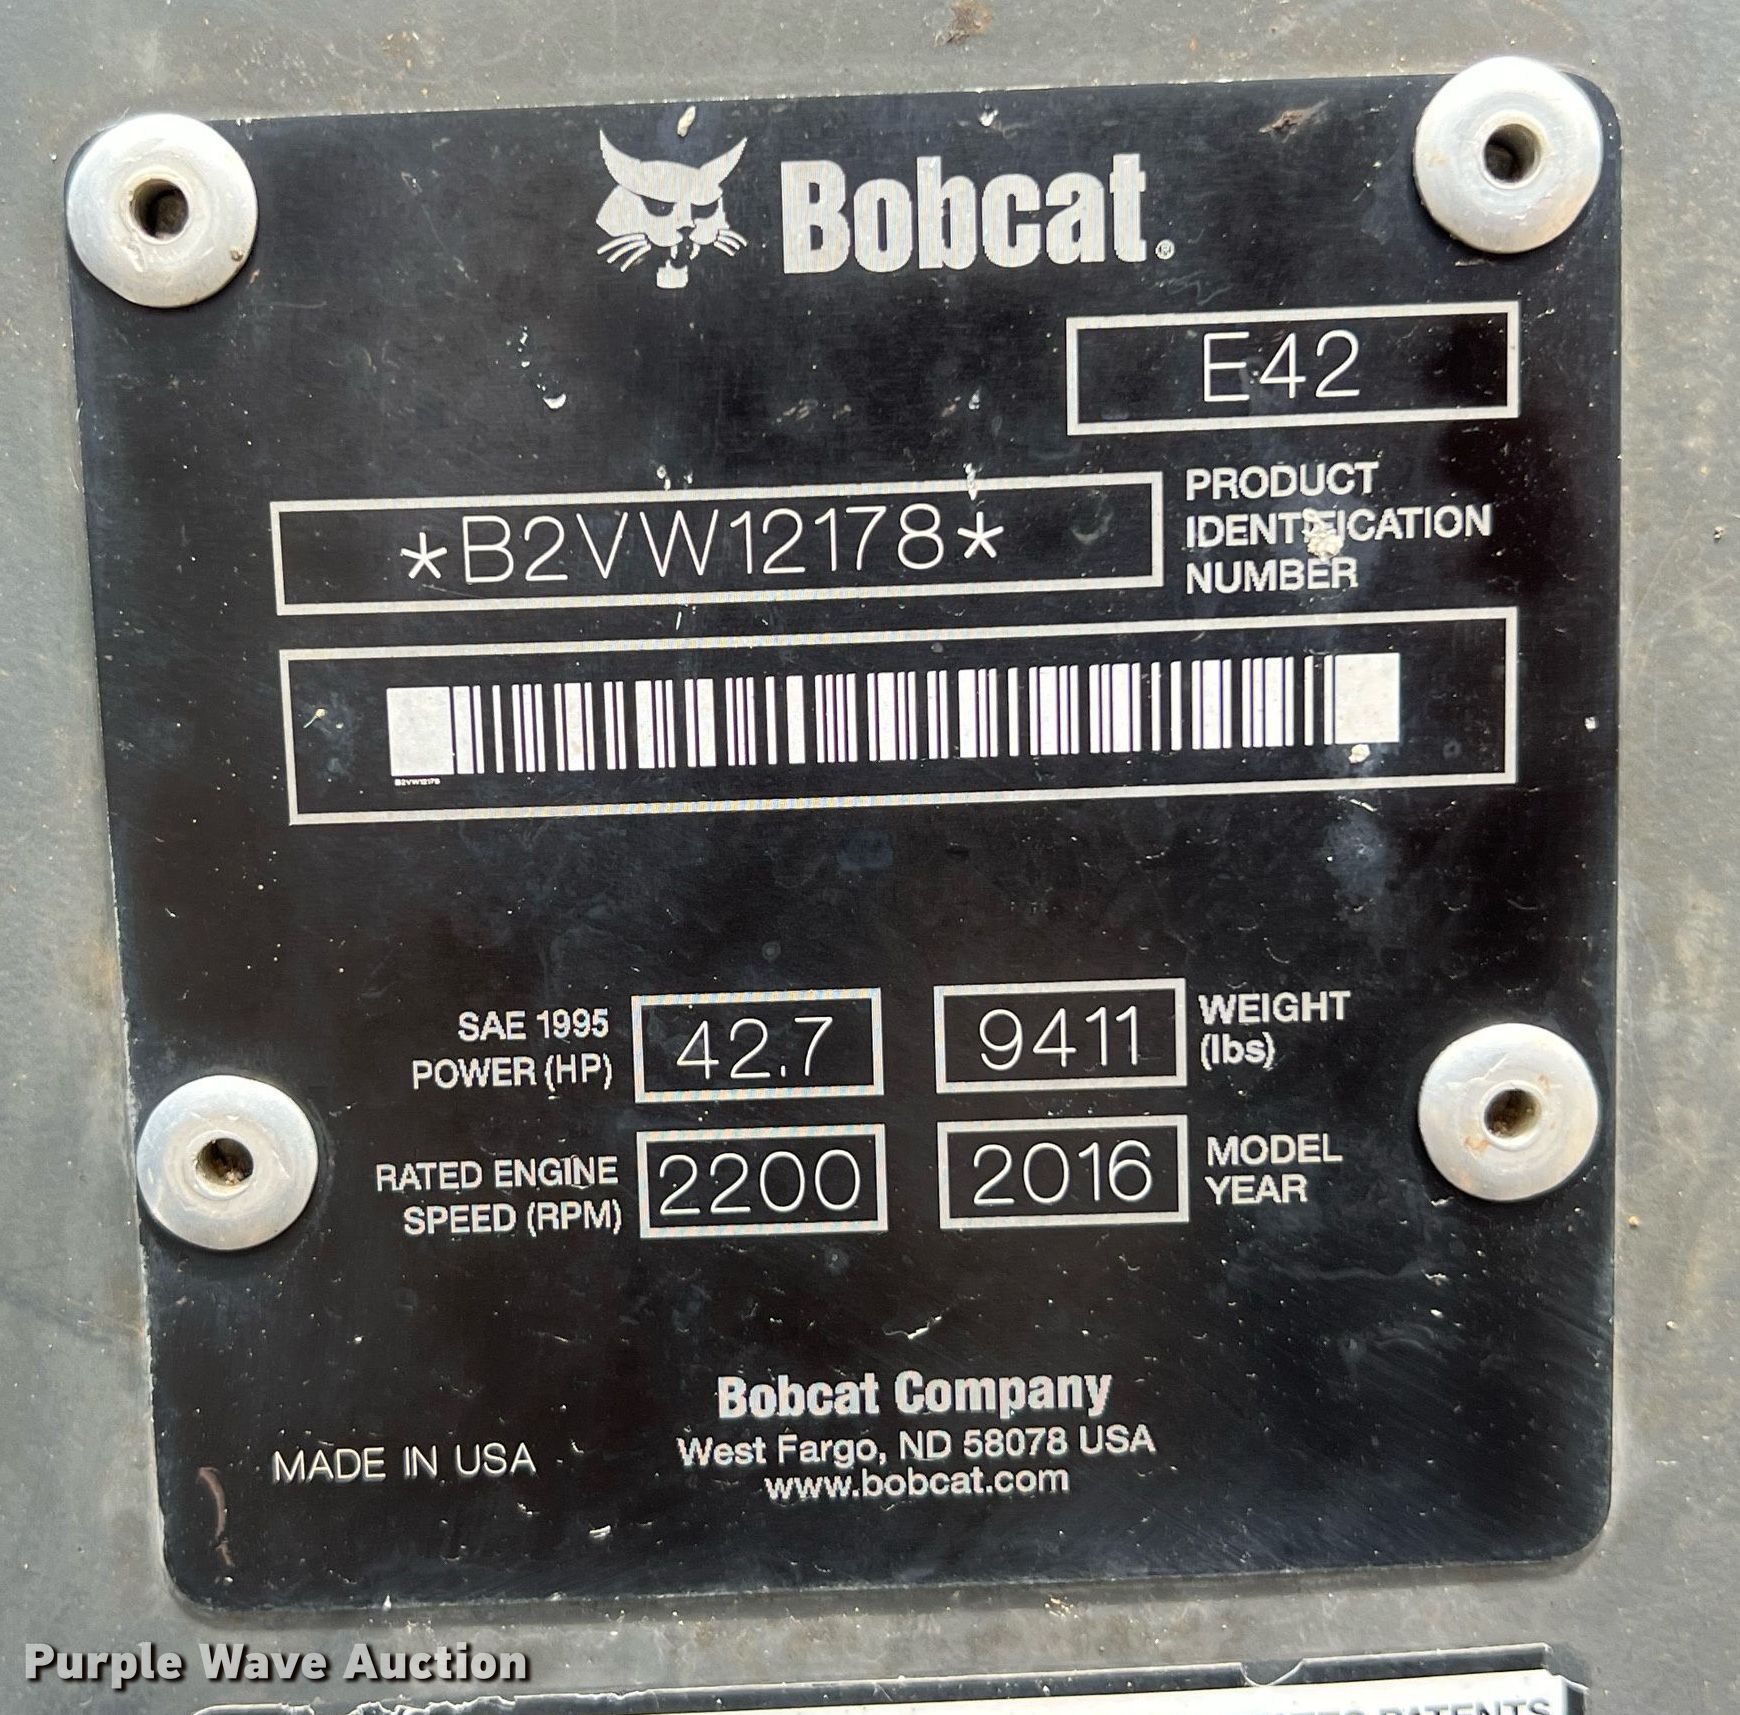 Bobcat®
E42
*B2VW12178*
PRODUCT
IDENTIFICATION
NUMBER
B2VW12178
SAE 1995
POWER (HP)
42.7
9411
WEIGHT
(lbs)
RATED ENGINE
SPEED (RPM)
2200
2016
MODEL
YEAR
Bobcat Company
West Fargo, ND 58078 USA
www.bobcat.com
MADE IN USA
Purple Wave Auction
PATENTS